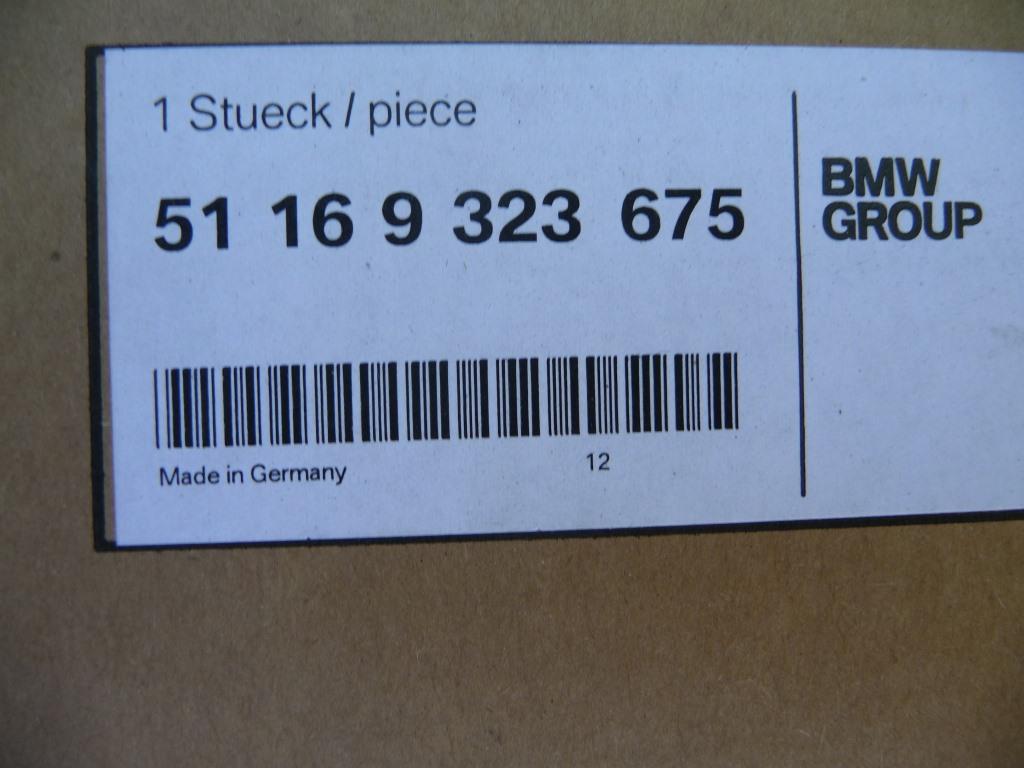 1 Stueck / piece
51 16 9 323 675
BMW
GROUP
Made in Germany
12